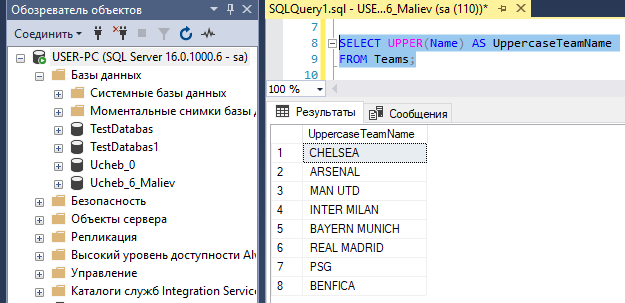 Обозреватель объектов
Соединить
USER-PC (SQL Server 16.0.1000.6 - sa)
Базы данных
Системные базы данных
Моментальные снимки базы
TestDatabas
TestDatabas1
Ucheb_0
Ucheb_6_Maliev
Безопасность
Объекты сервера
Репликация
Высокий уровень доступности
Управление
Каталоги служб Integration Service
SQLQuery1.sql - USE...6_Maliev (sa (110))*
7
8 SELECT UPPER(Name) AS UppercaseTeamName
9 FROM Teams;
10
100 %
Результаты Сообщения
UppercaseTeamName
1 CHELSEA
2 ARSENAL
3 MAN UTD
4 INTER MILAN
5 BAYERN MUNICH
6 REAL MADRID
7 PSG
8 BENFICA